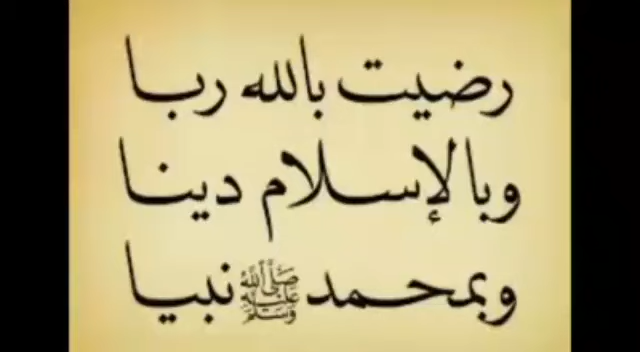 رضيت بالله ربا
وبالإسلام دينا
وبمحمد ﷺ نبيا